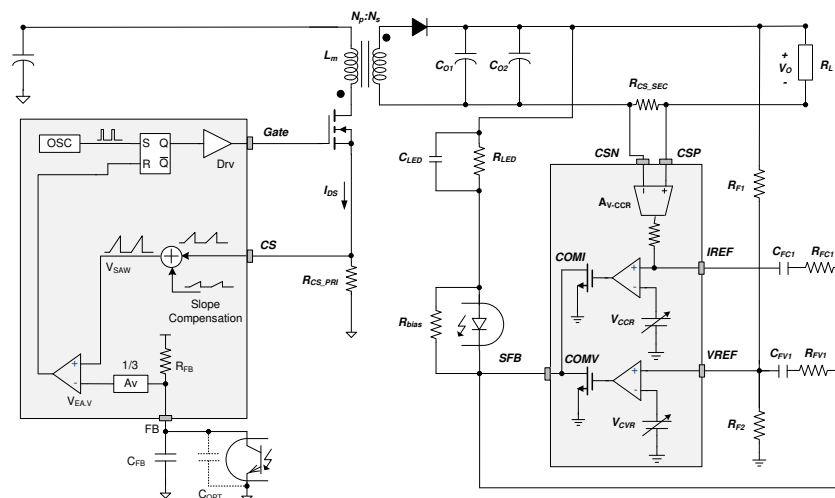 Np:Ns
Lm
CO1
CO2
+
VO
-
RL
RCS_SEC
OSC
S Q
R Q̅
Drv
Gate
CLED
RLED
CSN
CSP
- +
AV-CCR
RF1
IDS
CS
VSAW
Slope
Compensation
RCS_PRI
COMI
+
-
IREF
CFC1
RFC1
Rbias
VCCR
1/3
Av
RFB
+
-
VEA.V
SFB
COMV
+
-
VREF
CFV1
RFV1
VCVR
RF2
FB
CFB
COPT